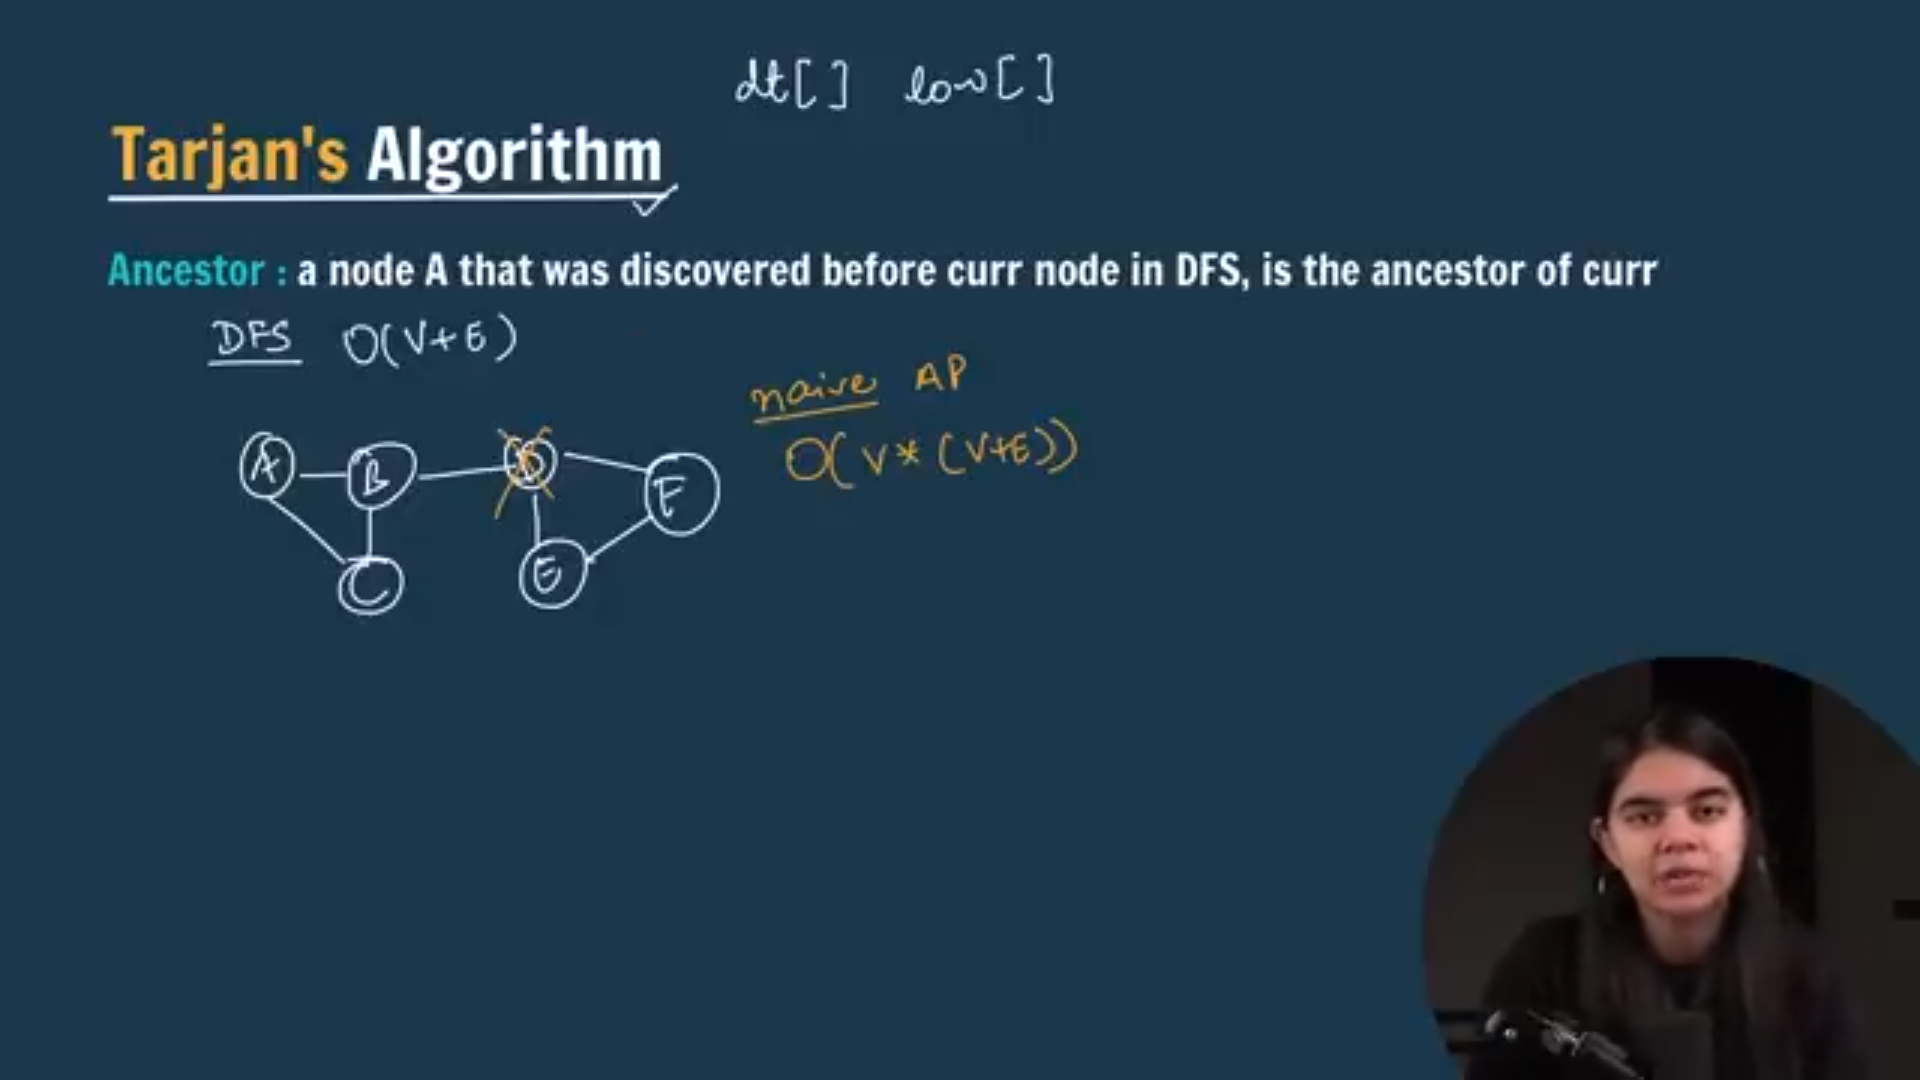 dt[] low[]
Tarjan's Algorithm
Ancestor : a node A that was discovered before curr node in DFS, is the ancestor of curr
DFS O(V+E)
naive AP
O(V*(V+E))
A B D F
C E